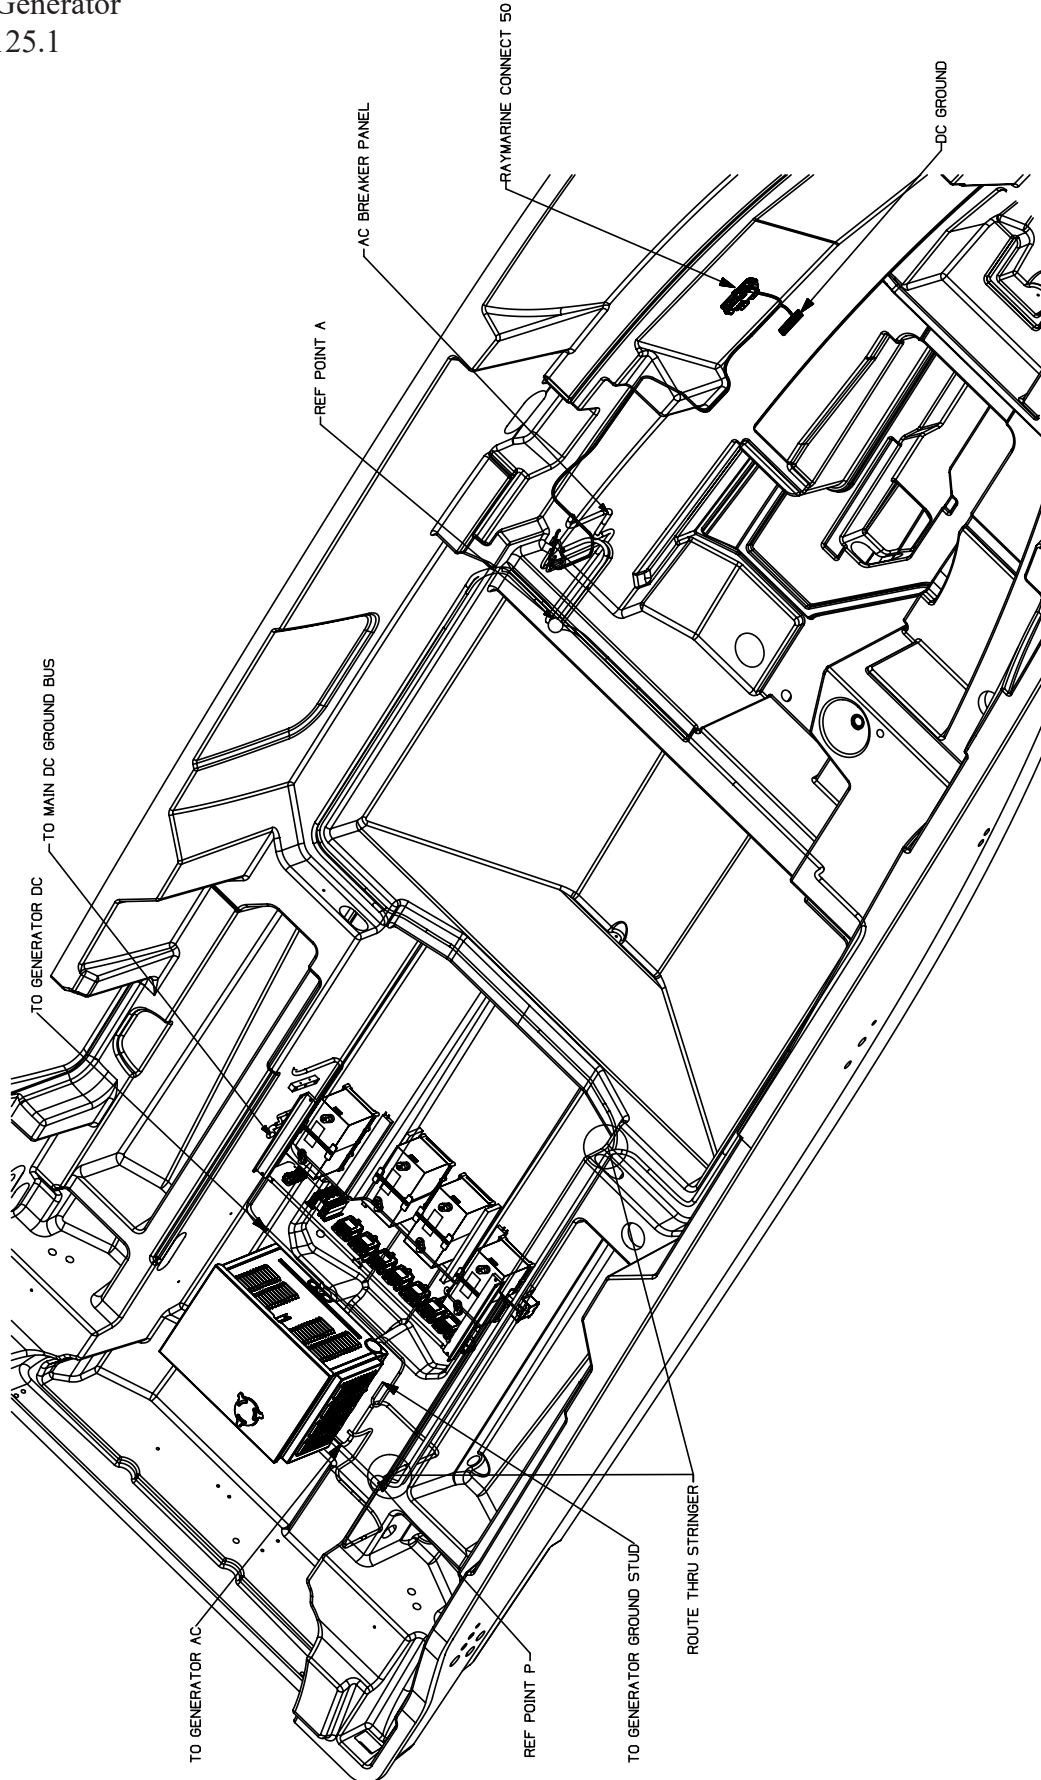 Generator
125.1
RAYMARINE CONNECT 50
DC GROUND
AC BREAKER PANEL
REF POINT A
TO MAIN DC GROUND BUS
TO GENERATOR DC
TO GENERATOR AC
REF POINT P
TO GENERATOR GROUND STUD
ROUTE THRU STRINGER